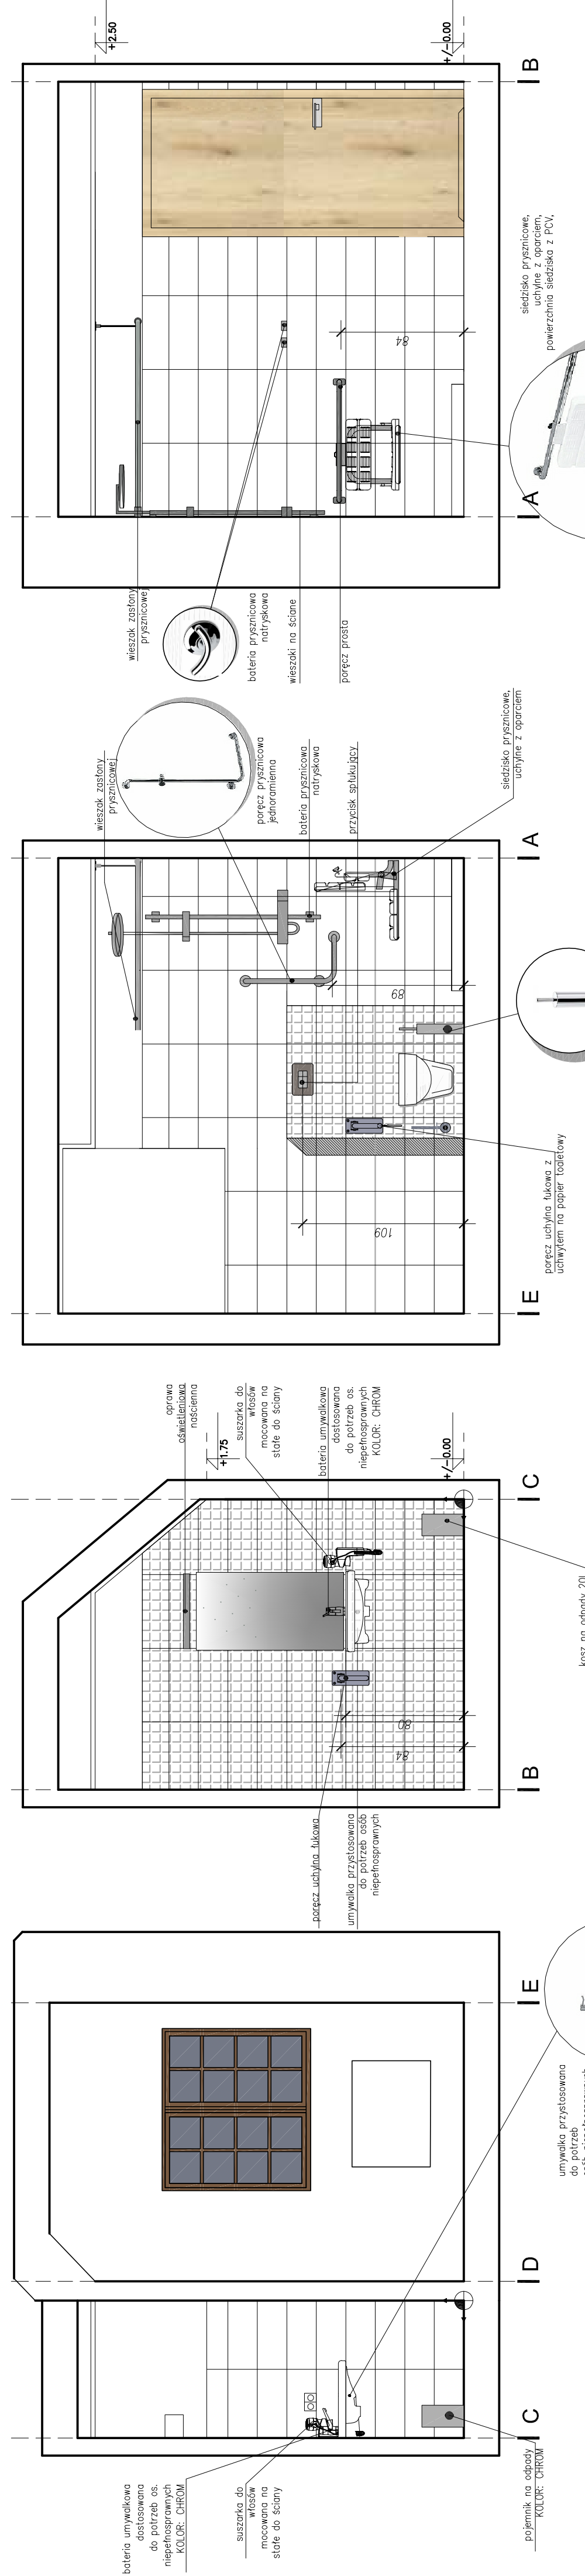 +2.50
+/-0.00
B
siedzisko prysznicowe,
uchylne z oparciem,
powierzchnia siedziska z PCV,
84
A
wieszak zasłony
prysznicowej
bateria prysznicowa
natryskowa
wieszaki na ściane
poręcz prosta
wieszak zasłony
prysznicowej
poręcz prysznicowa
jednoramienna
bateria prysznicowa
natryskowa
przycisk spłukujący
siedzisko prysznicowe,
uchylne z oparciem
A
89
109
poręcz uchylna łukowa z
uchwytem na papier toaletowy
E
oprawa
oświetleniowa
naścienna
+1.75
suszarka do
włosów
mocowana na
stałe do ściany
bateria umywalkowa
dostosowana
do potrzeb os.
niepełnosprawnych
KOLOR: CHROM
+/-0.00
C
kosz na odpady 20l
80
84
B
poręcz uchylna łukowa
umywalka przystosowana
do potrzeb osób
niepełnosprawnych
E
umywalka przystosowana
do potrzeb
D
C
bateria umywalkowa
dostosowana
do potrzeb os.
niepełnosprawnych
KOLOR: CHROM
suszarka do
włosów
mocowana na
stałe do ściany
pojemnik na odpady
KOLOR: CHROM